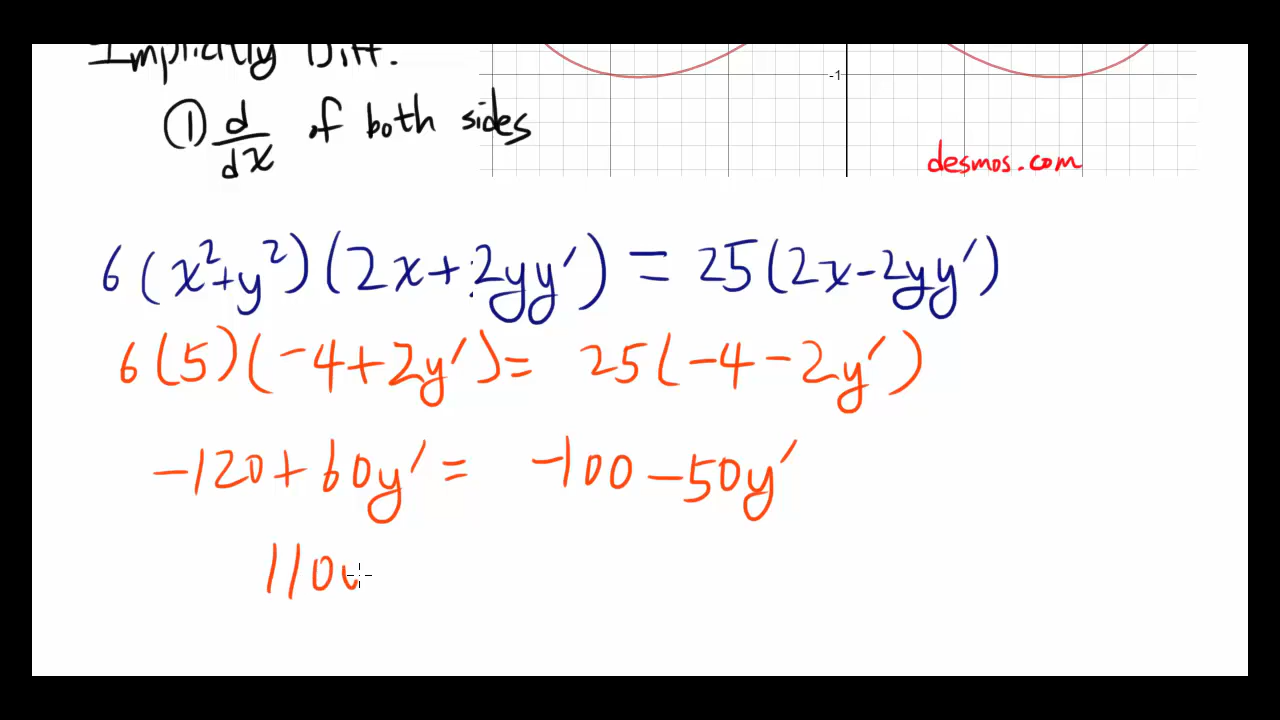 Implicitly Diff.
① d/dx of both sides
-1
desmos.com
6(x²+y²)(2x+2yy′) = 25(2x-2yy′)
6(5)(-4+2y′) = 25(-4-2y′)
-120+60y′ = -100-50y′
110